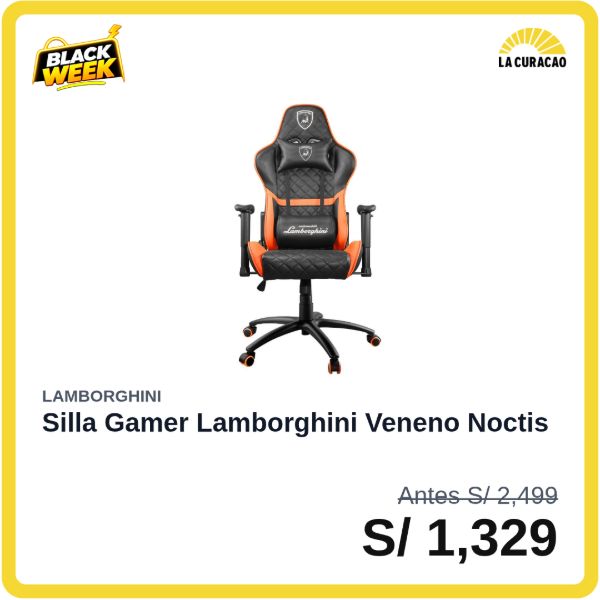 BLACK
WEEK
LA CURACAO
Lamborghini
LAMBORGHINI
Silla Gamer Lamborghini Veneno Noctis
Antes S/ 2,499
S/ 1,329